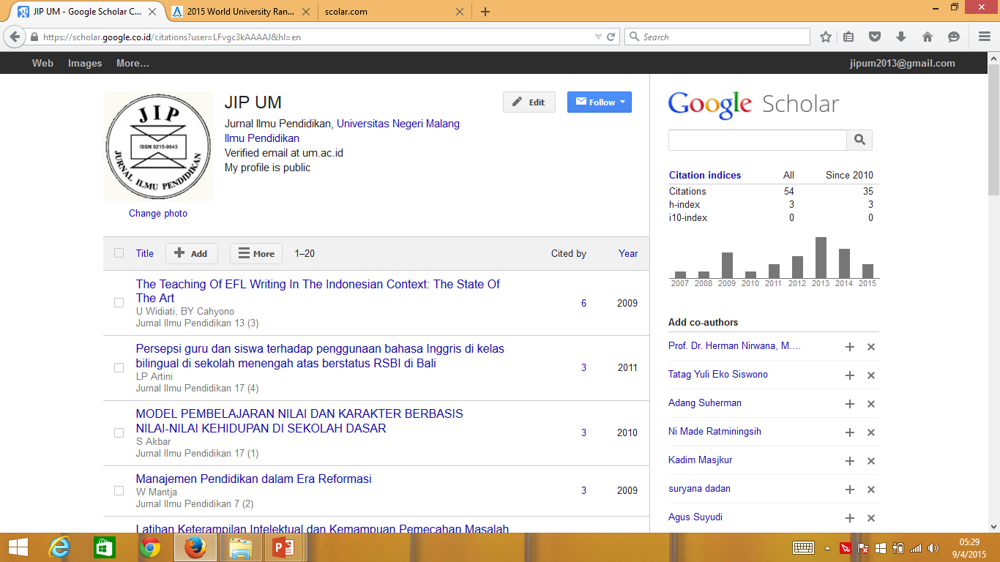 JIP UM - Google Scholar C...
2015 World University Ran...
scolar.com
https://scholar.google.co.id/citations?user=LFvgc3kAAAAJ&hl=en
Search
Web Images More...
jipum2013@gmail.com
JIP
ISSN 0215-9643
JURNAL ILMU PENDIDIKAN
Change photo
JIP UM
Jurnal Ilmu Pendidikan, Universitas Negeri Malang
Ilmu Pendidikan
Verified email at um.ac.id
My profile is public
Edit
Follow
Title Add More 1–20 Cited by Year
The Teaching Of EFL Writing In The Indonesian Context: The State Of
The Art
U Widiati, BY Cahyono
Jurnal Ilmu Pendidikan 13 (3)
6 2009
Persepsi guru dan siswa terhadap penggunaan bahasa Inggris di kelas
bilingual di sekolah menengah atas berstatus RSBI di Bali
LP Artini
Jurnal Ilmu Pendidikan 17 (4)
3 2011
MODEL PEMBELAJARAN NILAI DAN KARAKTER BERBASIS
NILAI-NILAI KEHIDUPAN DI SEKOLAH DASAR
S Akbar
Jurnal Ilmu Pendidikan 17 (1)
3 2010
Manajemen Pendidikan dalam Era Reformasi
W Mantja
Jurnal Ilmu Pendidikan 7 (2)
3 2009
Latihan Keterampilan Intelektual dan Kemampuan Pemecahan Masalah
Google Scholar
Citation indices All Since 2010
Citations 54 35
h-index 3 3
i10-index 0 0
2007 2008 2009 2010 2011 2012 2013 2014 2015
Add co-authors
Prof. Dr. Herman Nirwana, M....
Tatag Yuli Eko Siswono
Adang Suherman
Ni Made Ratminingsih
Kadim Masjkur
suryana dadan
Agus Suyudi
05:29
9/4/2015